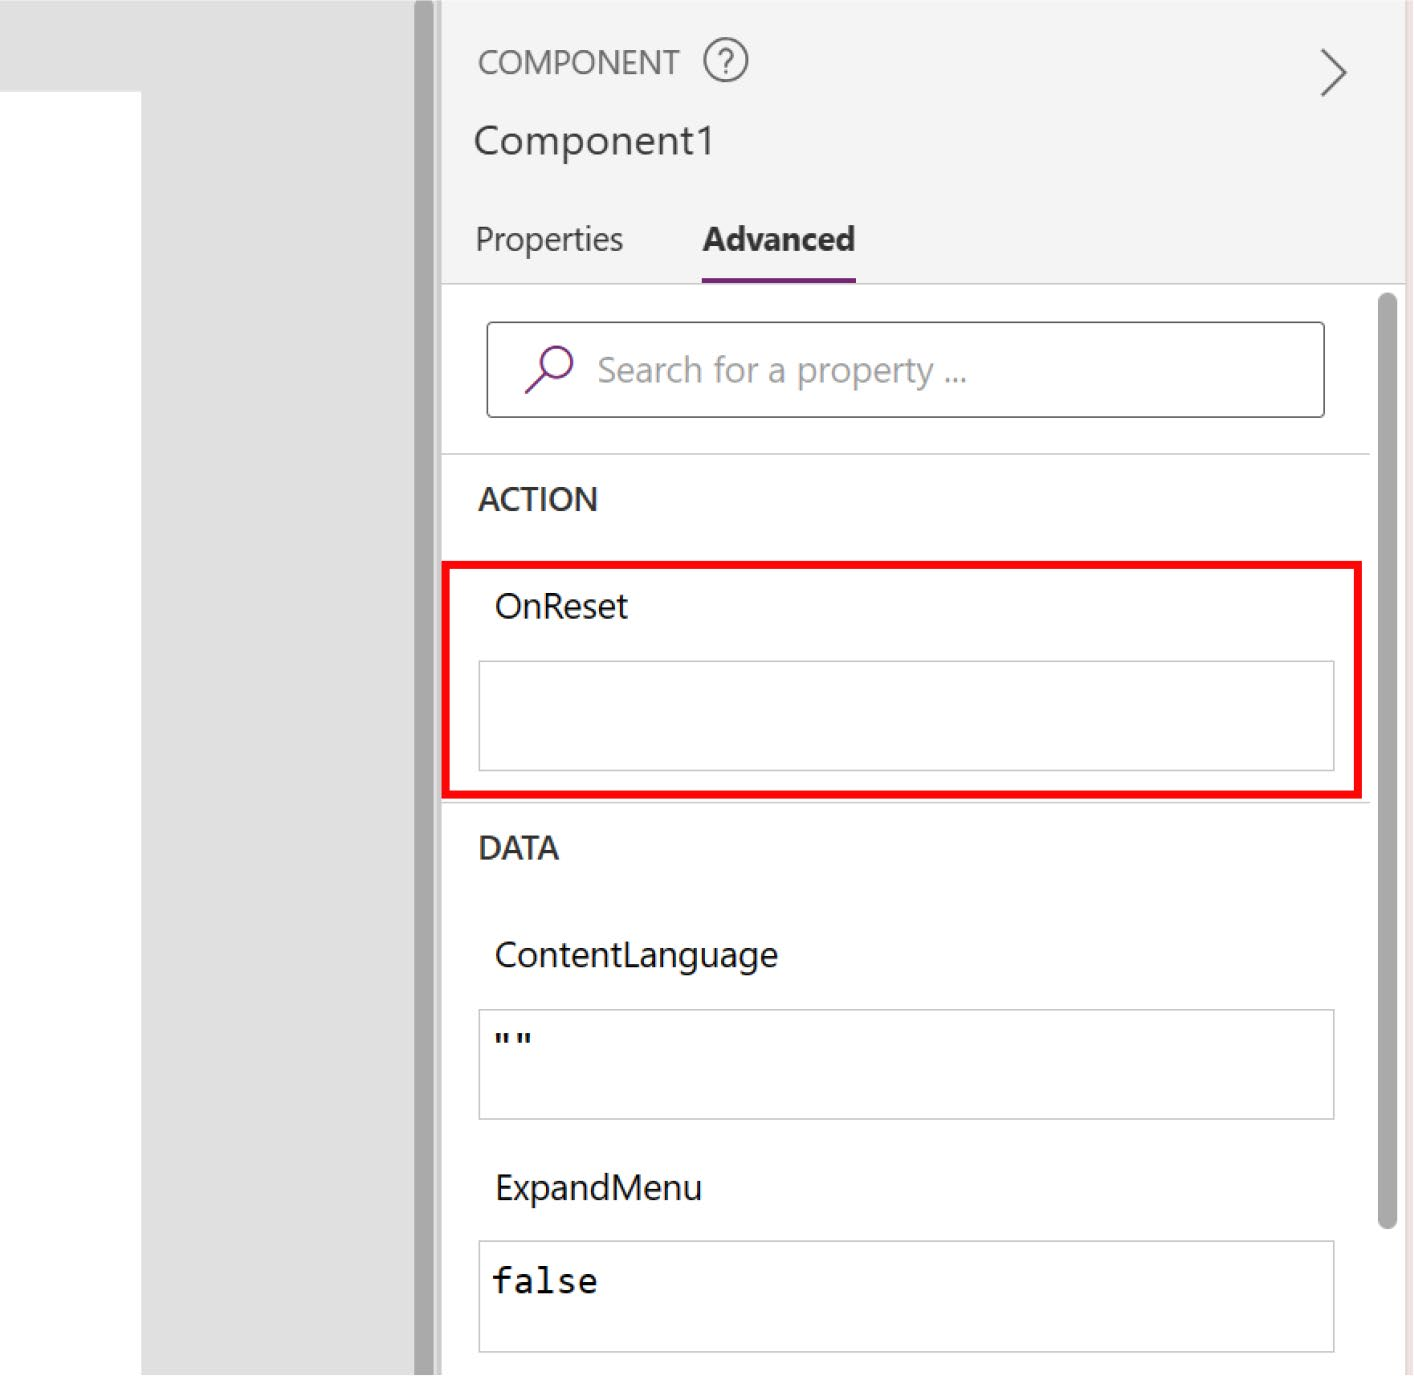 COMPONENT ?
Component1
Properties Advanced
Search for a property ...
ACTION
OnReset
DATA
ContentLanguage
""
ExpandMenu
false